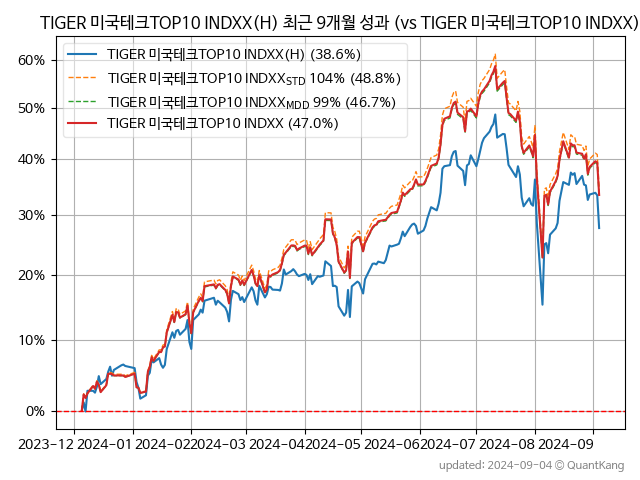 TIGER 미국테크TOP10 INDXX(H) 최근 9개월 성과 (vs TIGER 미국테크TOP10 INDXX)
60%
50%
40%
30%
20%
10%
0%
TIGER 미국테크TOP10 INDXX(H) (38.6%)
TIGER 미국테크TOP10 INDXX_STD 104% (48.8%)
TIGER 미국테크TOP10 INDXX_MDD 99% (46.7%)
TIGER 미국테크TOP10 INDXX (47.0%)
2023-12 2024-01 2024-02 2024-03 2024-04 2024-05 2024-06 2024-07 2024-08 2024-09
updated: 2024-09-04 © QuantKang